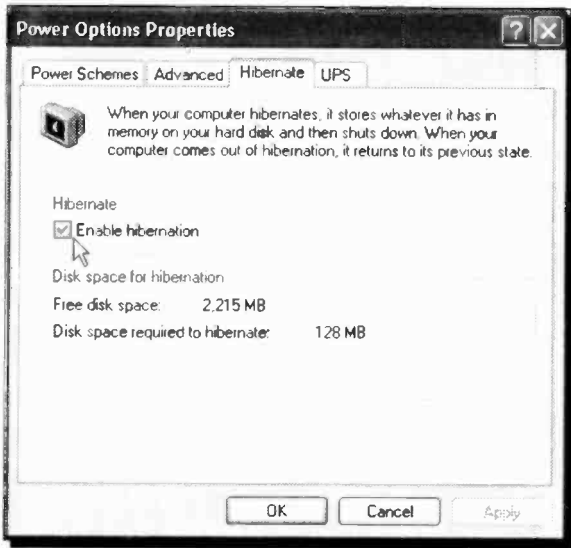 Power Options Properties
Power Schemes Advanced Hibernate UPS
When your computer hibernates, it stores whatever it has in
memory on your hard disk and then shuts down. When your
computer comes out of hibernation, it returns to its previous state.
Hibernate
Enable hibernation
Disk space for hibernation
Free disk space: 2,215 MB
Disk space required to hibernate: 128 MB
OK Cancel Apply